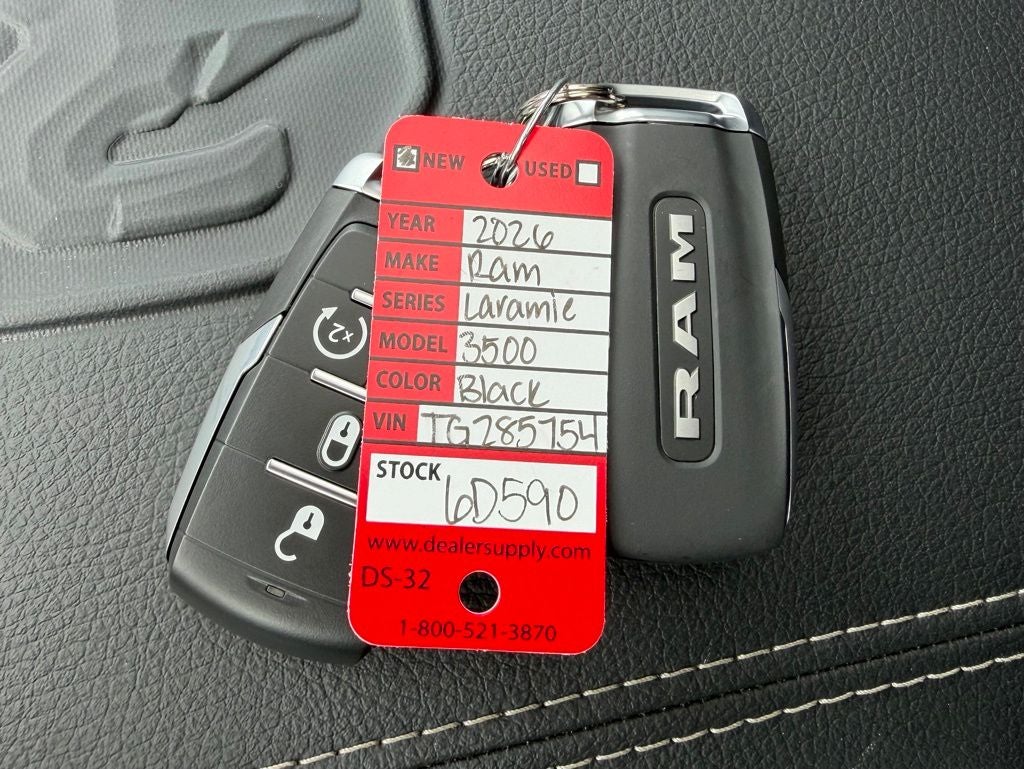 NEW USED
YEAR 2026
MAKE Ram
SERIES Laramie
MODEL 3500
COLOR Black
VIN TG285754
STOCK 6D590
www.dealersupply.com
DS-32
1-800-521-3870
x2
RAM